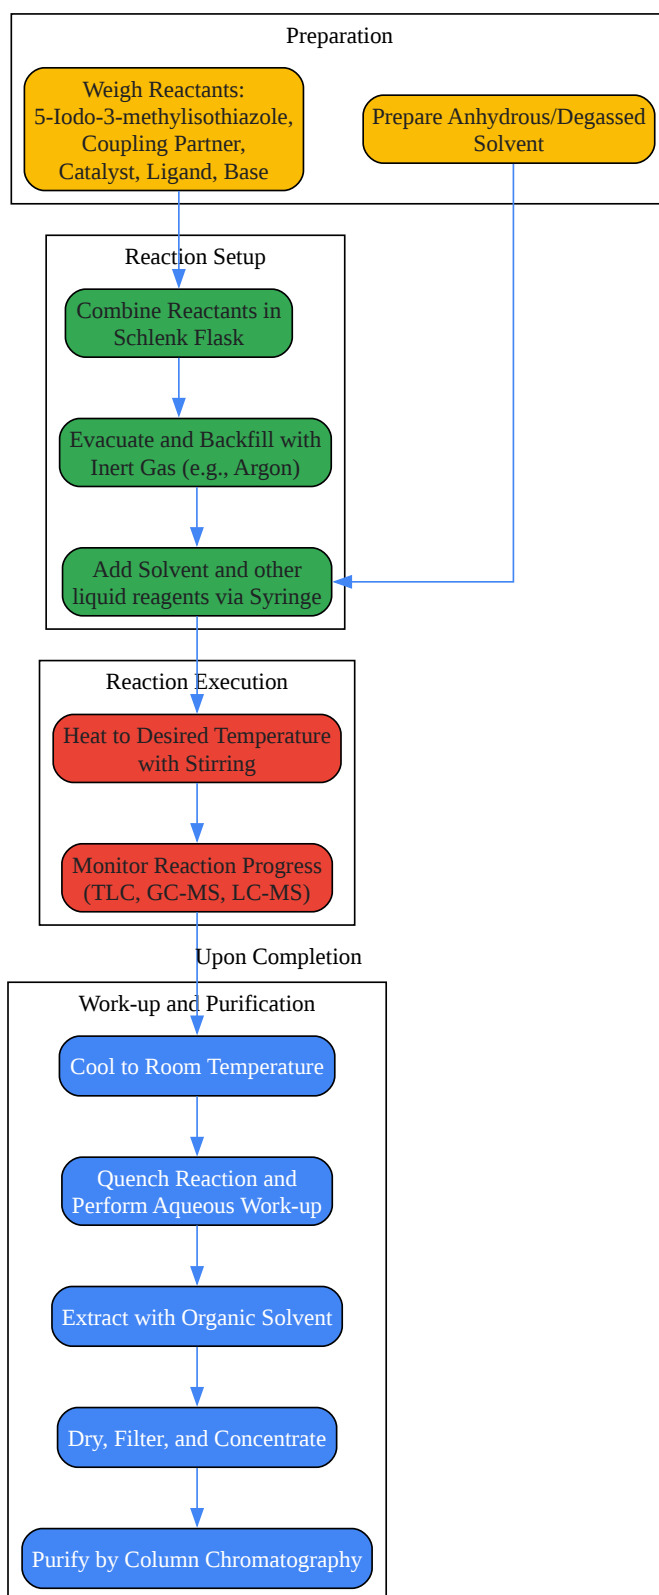 Preparation
Weigh Reactants:
5-Iodo-3-methylisothiazole,
Coupling Partner,
Catalyst, Ligand, Base
Prepare Anhydrous/Degassed
Solvent
Reaction Setup
Combine Reactants in
Schlenk Flask
Evacuate and Backfill with
Inert Gas (e.g., Argon)
Add Solvent and other
liquid reagents via Syringe
Reaction Execution
Heat to Desired Temperature
with Stirring
Monitor Reaction Progress
(TLC, GC-MS, LC-MS)
Upon Completion
Work-up and Purification
Cool to Room Temperature
Quench Reaction and
Perform Aqueous Work-up
Extract with Organic Solvent
Dry, Filter, and Concentrate
Purify by Column Chromatography